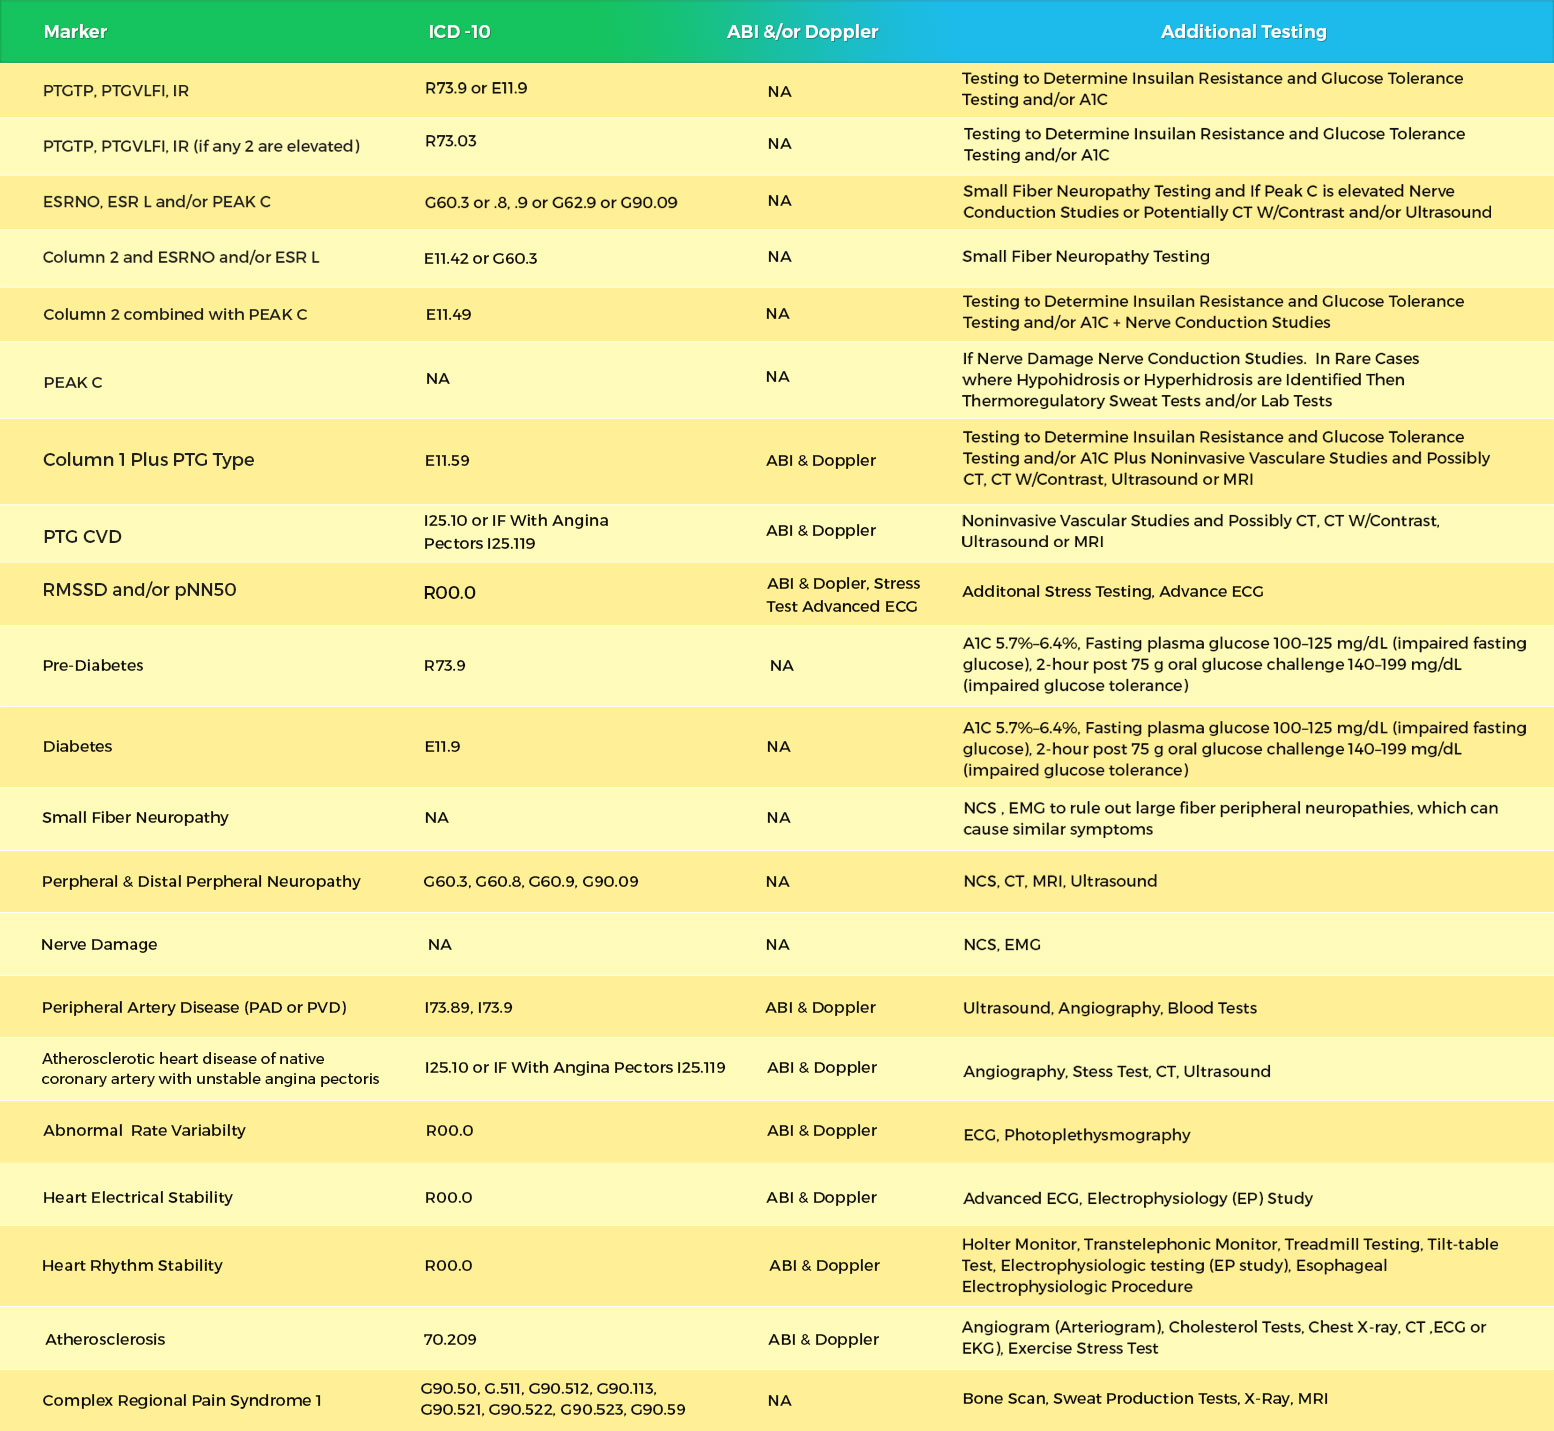 Marker ICD -10 ABI &/or Doppler Additional Testing
PTGTP, PTGVLFI, IR R73.9 or E11.9 NA Testing to Determine Insuilan Resistance and Glucose Tolerance
Testing and/or A1C
PTGTP, PTGVLFI, IR (if any 2 are elevated) R73.03 NA Testing to Determine Insuilan Resistance and Glucose Tolerance
Testing and/or A1C
ESRNO, ESR L and/or PEAK C G60.3 or .8, .9 or G62.9 or G90.09 NA Small Fiber Neuropathy Testing and If Peak C is elevated Nerve
Conduction Studies or Potentially CT W/Contrast and/or Ultrasound
Column 2 and ESRNO and/or ESR L E11.42 or G60.3 NA Small Fiber Neuropathy Testing
Column 2 combined with PEAK C E11.49 NA Testing to Determine Insuilan Resistance and Glucose Tolerance
Testing and/or A1C + Nerve Conduction Studies
PEAK C NA NA If Nerve Damage Nerve Conduction Studies. In Rare Cases
where Hypohidrosis or Hyperhidrosis are Identified Then
Thermoregulatory Sweat Tests and/or Lab Tests
Column 1 Plus PTG Type E11.59 ABI & Doppler Testing to Determine Insuilan Resistance and Glucose Tolerance
Testing and/or A1C Plus Noninvasive Vasculare Studies and Possibly
CT, CT W/Contrast, Ultrasound or MRI
PTG CVD I25.10 or IF With Angina
Pectors I25.119 ABI & Doppler Noninvasive Vascular Studies and Possibly CT, CT W/Contrast,
Ultrasound or MRI
RMSSD and/or pNN50 R00.0 ABI & Dopler, Stress
Test Advanced ECG Additonal Stress Testing, Advance ECG
Pre-Diabetes R73.9 NA A1C 5.7%–6.4%, Fasting plasma glucose 100–125 mg/dL (impaired fasting
glucose), 2-hour post 75 g oral glucose challenge 140–199 mg/dL
(impaired glucose tolerance)
Diabetes E11.9 NA A1C 5.7%–6.4%, Fasting plasma glucose 100–125 mg/dL (impaired fasting
glucose), 2-hour post 75 g oral glucose challenge 140–199 mg/dL
(impaired glucose tolerance)
Small Fiber Neuropathy NA NA NCS , EMG to rule out large fiber peripheral neuropathies, which can
cause similar symptoms
Perpheral & Distal Perpheral Neuropathy G60.3, G60.8, G60.9, G90.09 NA NCS, CT, MRI, Ultrasound
Nerve Damage NA NA NCS, EMG
Peripheral Artery Disease (PAD or PVD) I73.89, I73.9 ABI & Doppler Ultrasound, Angiography, Blood Tests
Atherosclerotic heart disease of native
coronary artery with unstable angina pectoris I25.10 or IF With Angina Pectors I25.119 ABI & Doppler Angiography, Stess Test, CT, Ultrasound
Abnormal Rate Variabilty R00.0 ABI & Doppler ECG, Photoplethysmography
Heart Electrical Stability R00.0 ABI & Doppler Advanced ECG, Electrophysiology (EP) Study
Heart Rhythm Stability R00.0 ABI & Doppler Holter Monitor, Transtelephonic Monitor, Treadmill Testing, Tilt-table
Test, Electrophysiologic testing (EP study), Esophageal
Electrophysiologic Procedure
Atherosclerosis 70.209 ABI & Doppler Angiogram (Arteriogram), Cholesterol Tests, Chest X-ray, CT ,ECG or
EKG), Exercise Stress Test
Complex Regional Pain Syndrome 1 G90.50, G.511, G90.512, G90.113,
G90.521, G90.522, G90.523, G90.59 NA Bone Scan, Sweat Production Tests, X-Ray, MRI